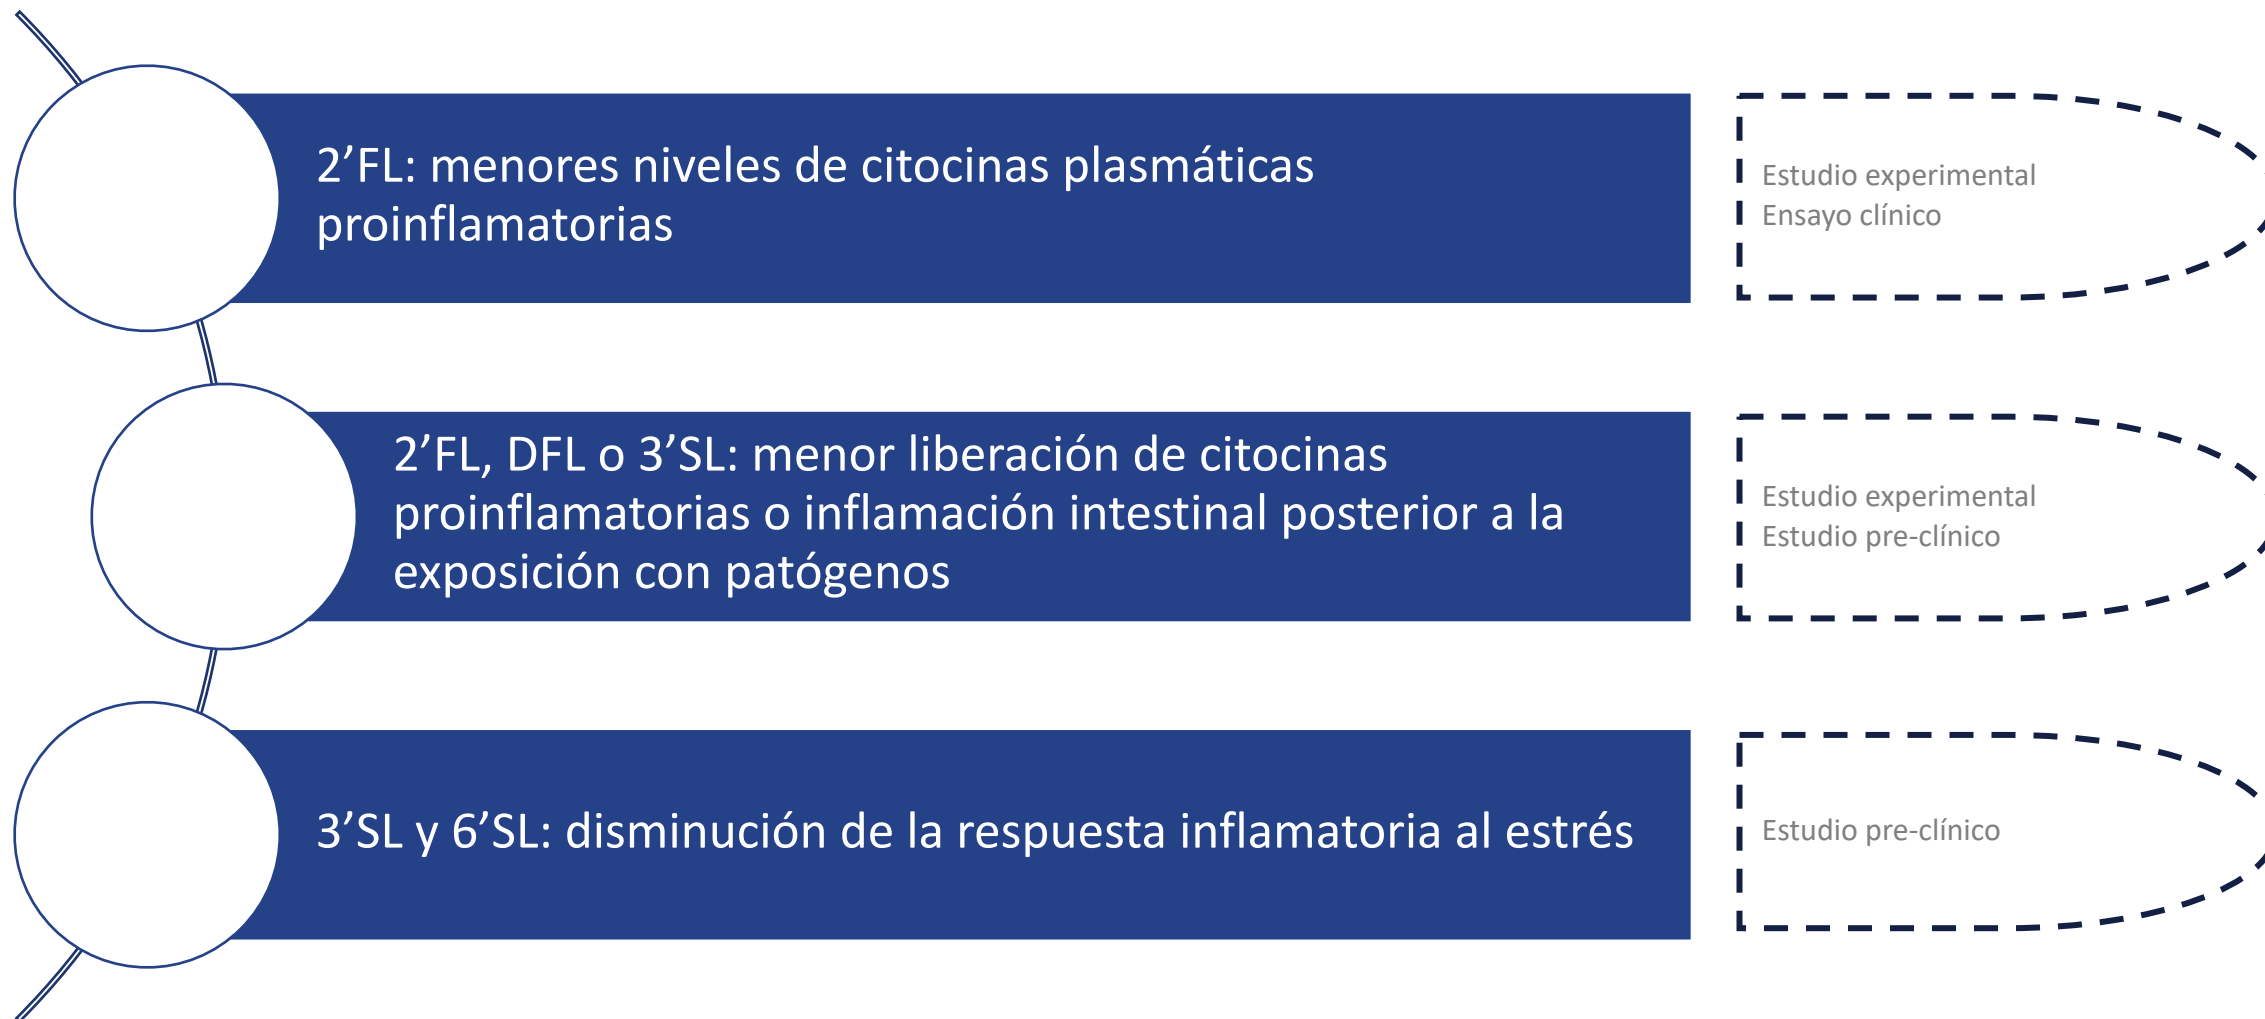 2’FL: menores niveles de citocinas plasmáticas
proinflamatorias
Estudio experimental
Ensayo clínico
2’FL, DFL o 3’SL: menor liberación de citocinas
proinflamatorias o inflamación intestinal posterior a la
exposición con patógenos
Estudio experimental
Estudio pre-clínico
3’SL y 6’SL: disminución de la respuesta inflamatoria al estrés
Estudio pre-clínico